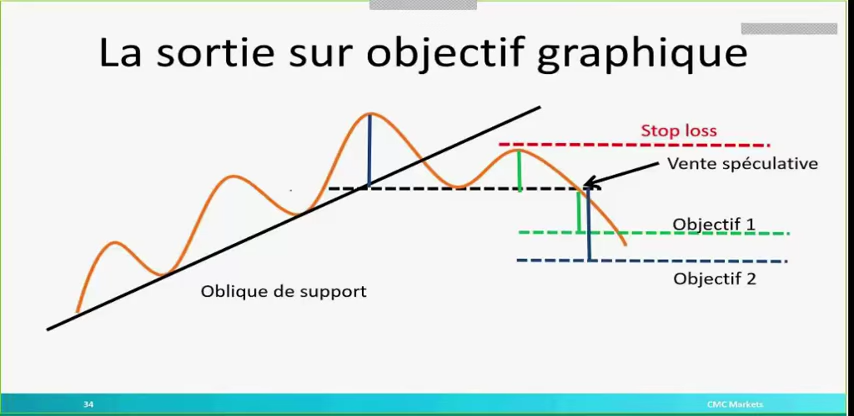 La sortie sur objectif graphique
Stop loss
Vente spéculative
Objectif 1
Oblique de support
Objectif 2
34
CMC Markets